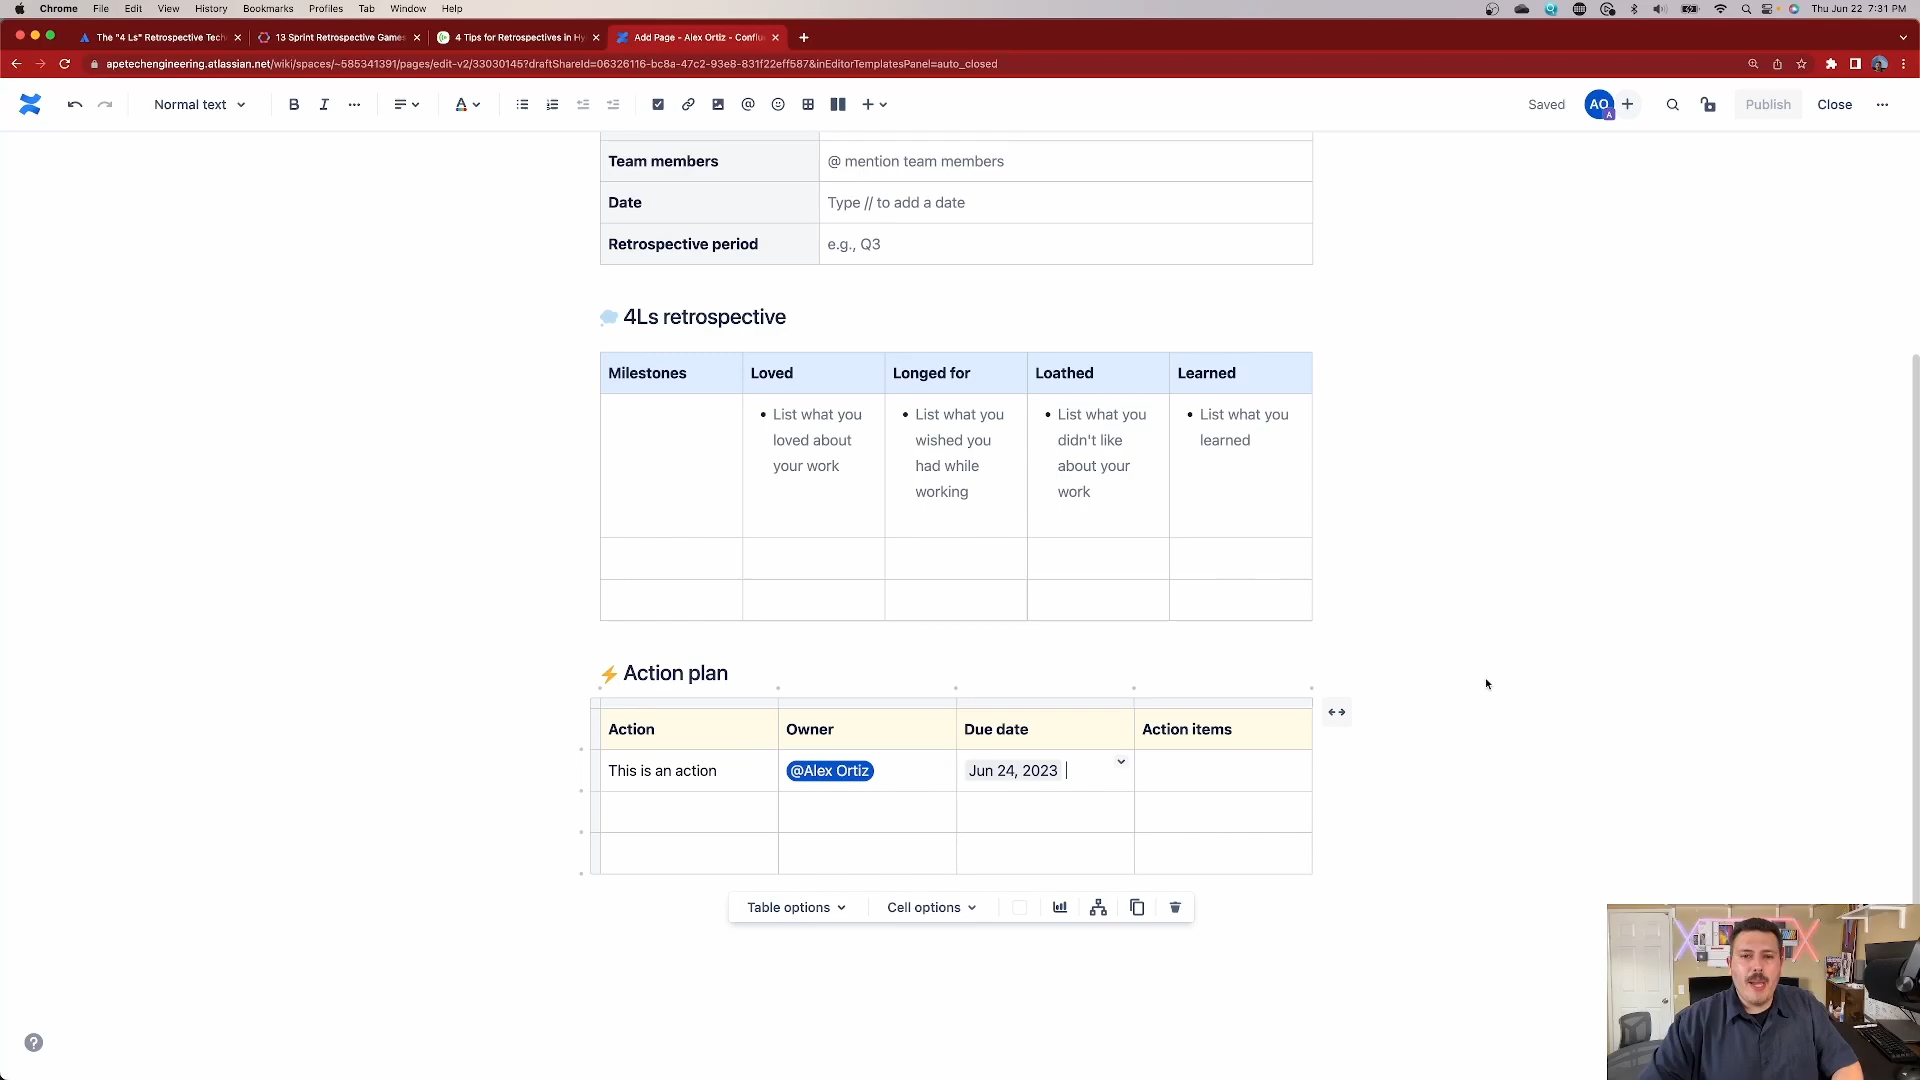 Chrome File Edit View History Bookmarks Profiles Tab Window Help Thu Jun 22 7:31 PM
The "4 Ls" Retrospective Tech 13 Sprint Retrospective Games 4 Tips for Retrospectives in Hy Add Page - Alex Ortiz - Conflu
apetechengineering.atlassian.net/wiki/spaces/~585341391/pages/edit-v2/33030145?draftShareId=06326116-bc8a-47c2-93e8-831f22eff587&inEditorTemplatesPanel=auto_closed
Normal text B I A Saved AO A Publish Close
Team members @ mention team members
Date Type // to add a date
Retrospective period e.g., Q3
4Ls retrospective
Milestones Loved Longed for Loathed Learned
• List what you • List what you • List what you • List what you
loved about wished you didn't like learned
your work had while about your
working work
⚡ Action plan
Action Owner Due date Action items
This is an action @Alex Ortiz Jun 24, 2023
Table options Cell options
?